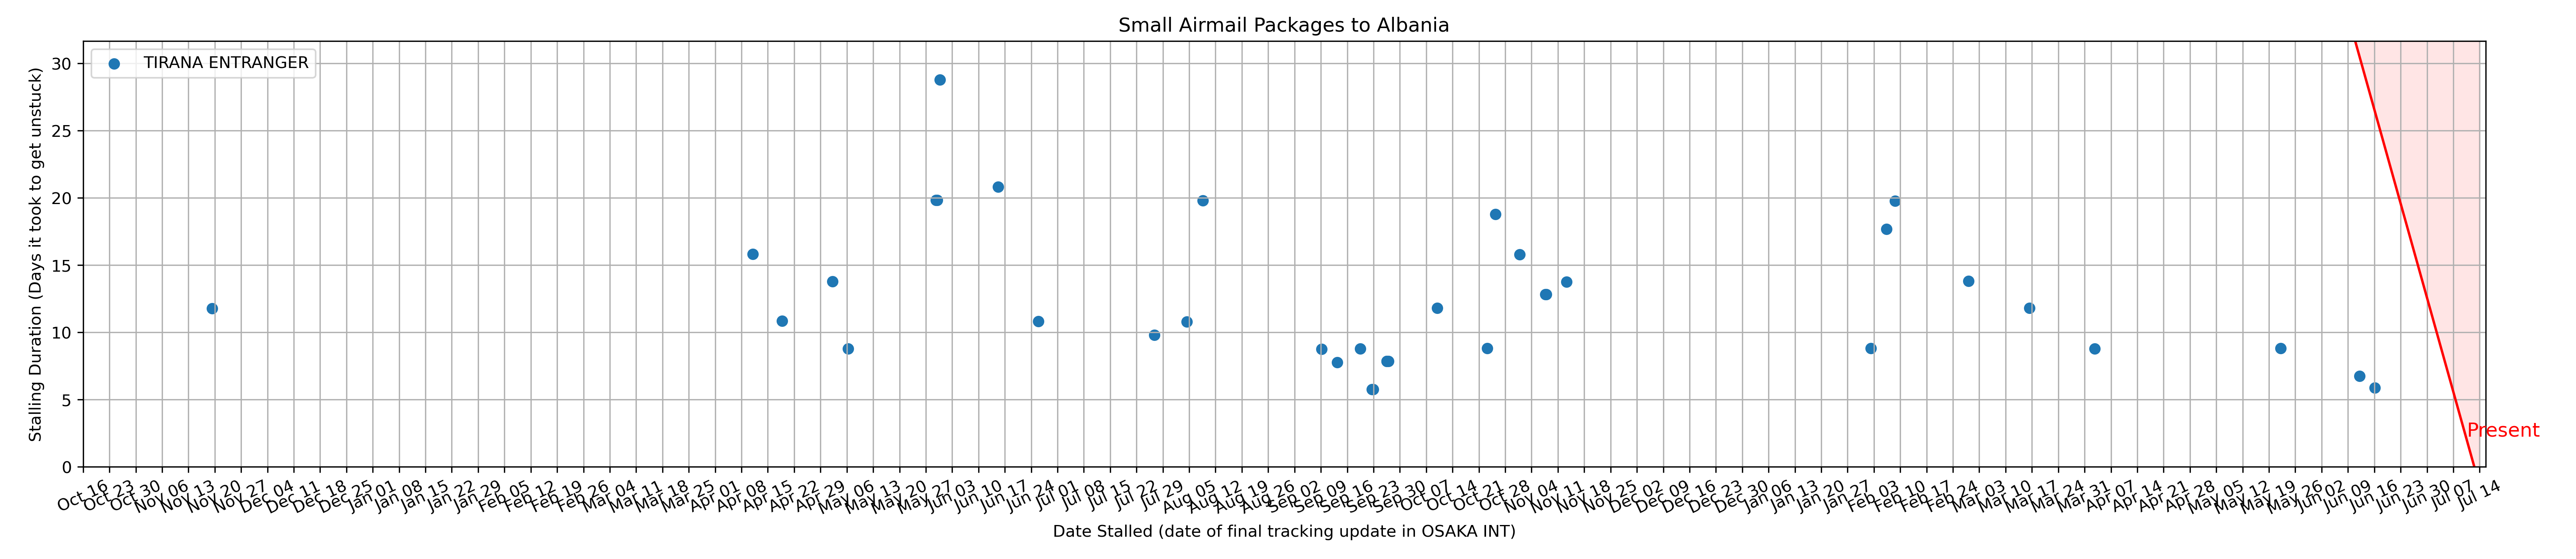 Small Airmail Packages to Albania
TIRANA ENTRANGER
Stalling Duration (Days it took to get unstuck)
30
25
20
15
10
5
0
Present
Oct 16
Oct 23
Oct 30
Nov 06
Nov 13
Nov 20
Nov 27
Dec 04
Dec 11
Dec 18
Dec 25
Jan 01
Jan 08
Jan 15
Jan 22
Jan 29
Feb 05
Feb 12
Feb 19
Feb 26
Mar 04
Mar 11
Mar 18
Mar 25
Apr 01
Apr 08
Apr 15
Apr 22
Apr 29
May 06
May 13
May 20
May 27
Jun 03
Jun 10
Jun 17
Jun 24
Jul 01
Jul 08
Jul 15
Jul 22
Jul 29
Aug 05
Aug 12
Aug 19
Aug 26
Sep 02
Sep 09
Sep 16
Sep 23
Sep 30
Oct 07
Oct 14
Oct 21
Oct 28
Nov 04
Nov 11
Nov 18
Nov 25
Dec 02
Dec 09
Dec 16
Dec 23
Dec 30
Jan 06
Jan 13
Jan 20
Jan 27
Feb 03
Feb 10
Feb 17
Feb 24
Mar 03
Mar 10
Mar 17
Mar 24
Mar 31
Apr 07
Apr 14
Apr 21
Apr 28
May 05
May 12
May 19
May 26
Jun 02
Jun 09
Jun 16
Jun 23
Jun 30
Jul 07
Jul 14
Date Stalled (date of final tracking update in OSAKA INT)